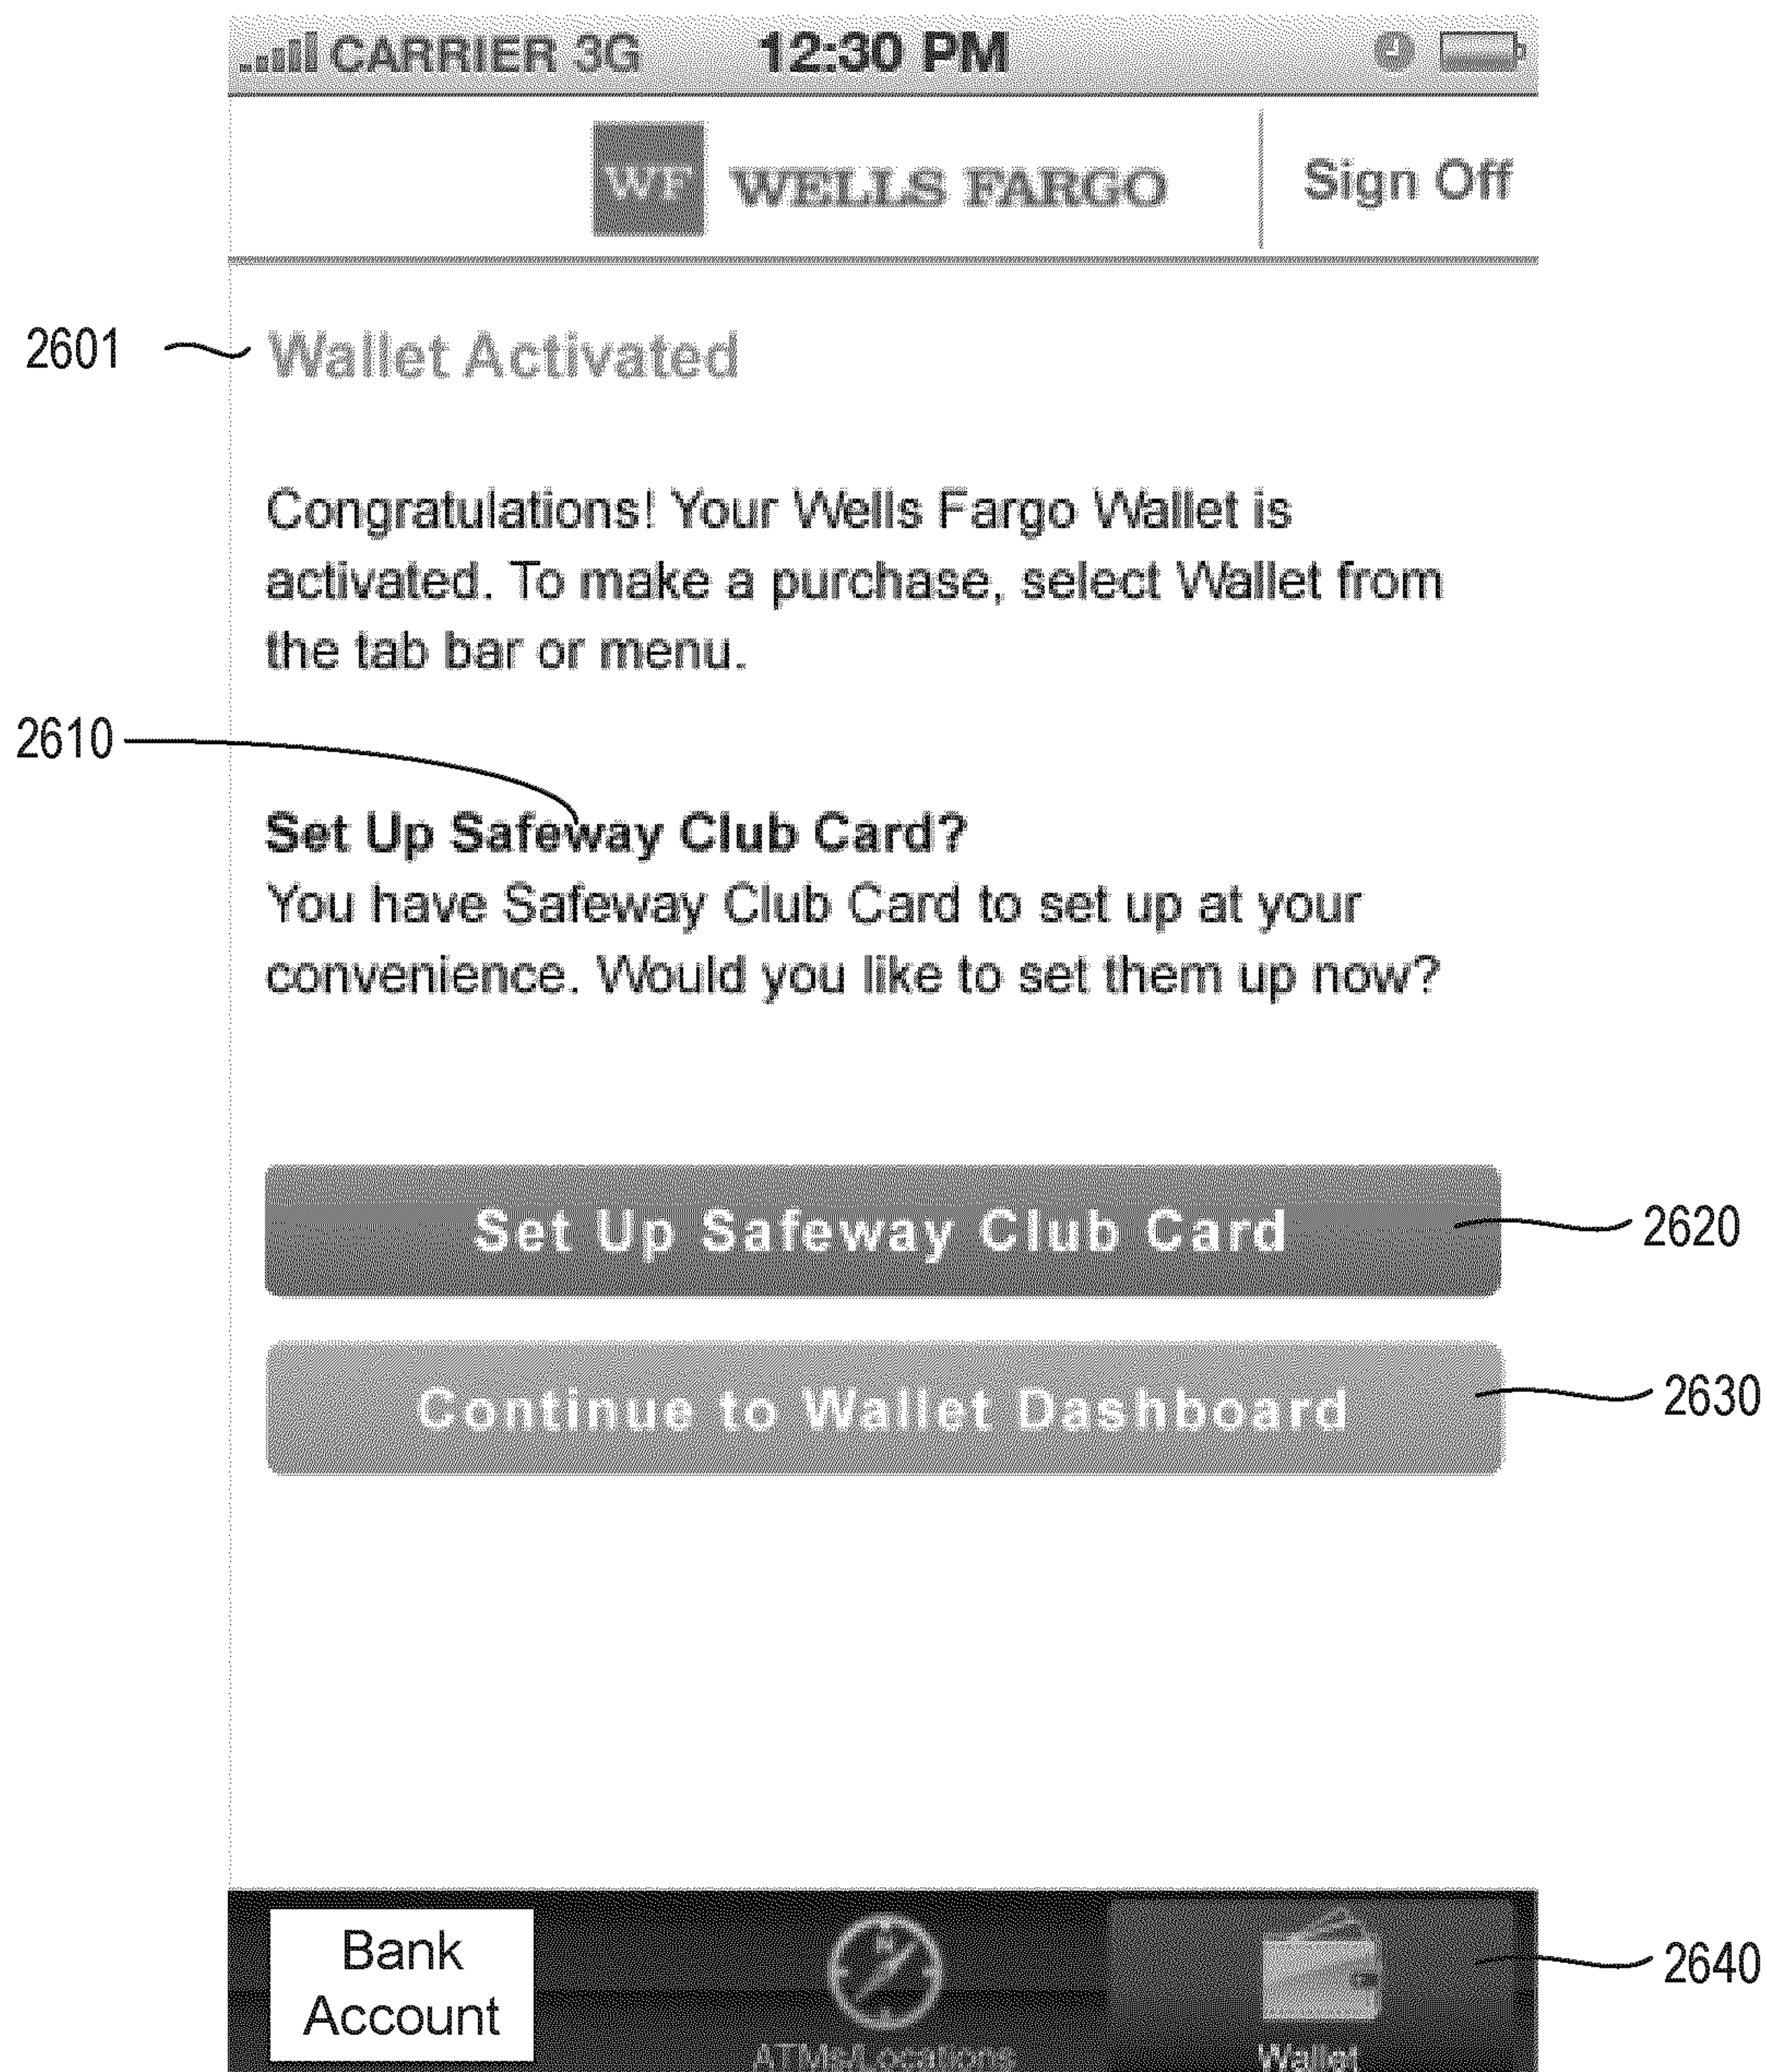 CARRIER 3G 12:30 PM
WF WELLS FARGO Sign Off
2601 Wallet Activated
Congratulations! Your Wells Fargo Wallet is
activated. To make a purchase, select Wallet from
the tab bar or menu.
2610
Set Up Safeway Club Card?
You have Safeway Club Card to set up at your
convenience. Would you like to set them up now?
Set Up Safeway Club Card 2620
Continue to Wallet Dashboard 2630
Bank
Account
ATMs/Locations
Wallet
2640